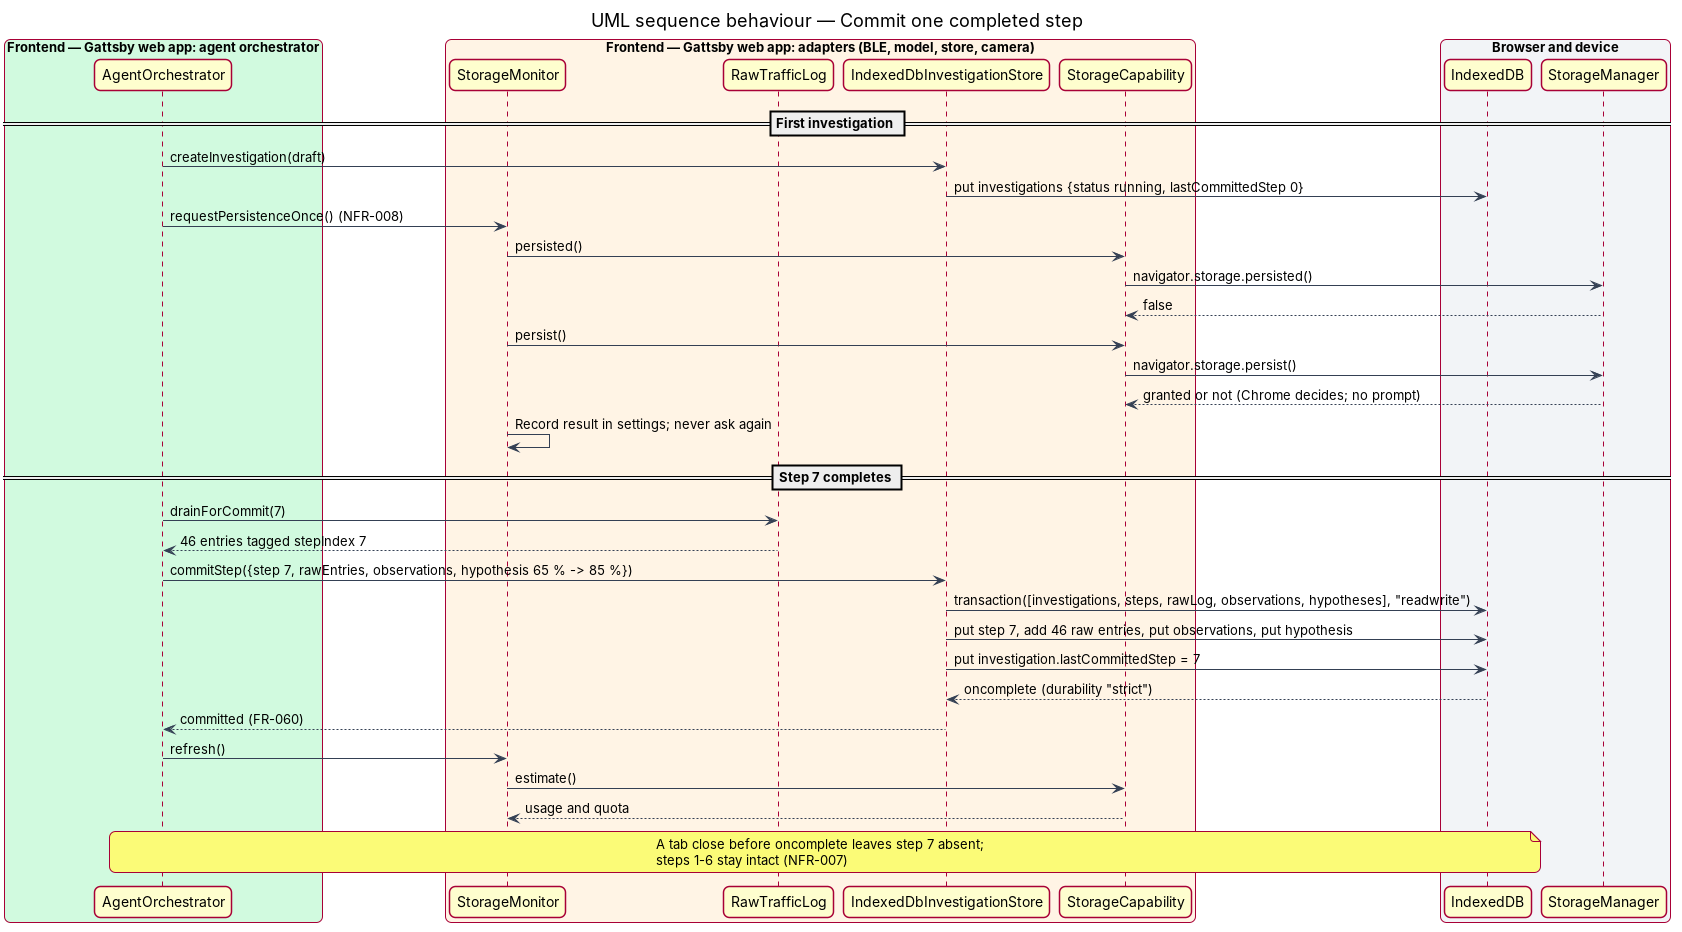 UML sequence behaviour — Commit one completed step
Frontend — Gattsby web app: agent orchestrator
Frontend — Gattsby web app: adapters (BLE, model, store, camera)
Browser and device
AgentOrchestrator
StorageMonitor
RawTrafficLog
IndexedDbInvestigationStore
StorageCapability
IndexedDB
StorageManager
First investigation
createInvestigation(draft)
put investigations {status running, lastCommittedStep 0}
requestPersistenceOnce() (NFR-008)
persisted()
navigator.storage.persisted()
false
persist()
navigator.storage.persist()
granted or not (Chrome decides; no prompt)
Record result in settings; never ask again
Step 7 completes
drainForCommit(7)
46 entries tagged stepIndex 7
commitStep({step 7, rawEntries, observations, hypothesis 65 % -> 85 %})
transaction([investigations, steps, rawLog, observations, hypotheses], "readwrite")
put step 7, add 46 raw entries, put observations, put hypothesis
put investigation.lastCommittedStep = 7
oncomplete (durability "strict")
committed (FR-060)
refresh()
estimate()
usage and quota
A tab close before oncomplete leaves step 7 absent;
steps 1-6 stay intact (NFR-007)
AgentOrchestrator
StorageMonitor
RawTrafficLog
IndexedDbInvestigationStore
StorageCapability
IndexedDB
StorageManager